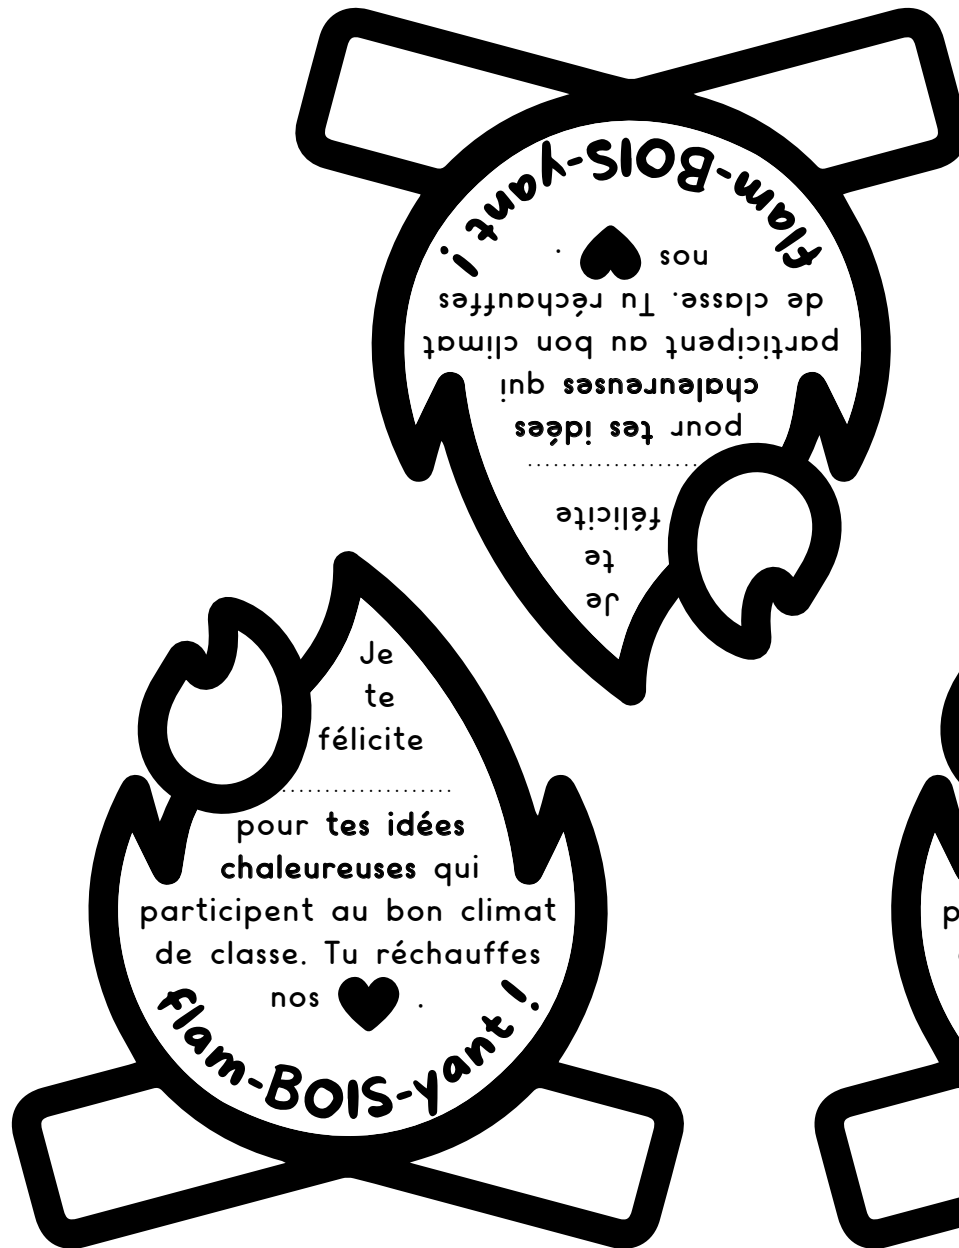 Je
te
félicite
...................
pour tes idées
chaleureuses qui
participent au bon climat
de classe. Tu réchauffes
nos ♥ .
flam-BOIS-yant !
Je
te
félicite
....................
pour tes idées
chaleureuses qui
participent au bon climat
de classe. Tu réchauffes
nos ♥ .
flam-BOIS-yant !
p